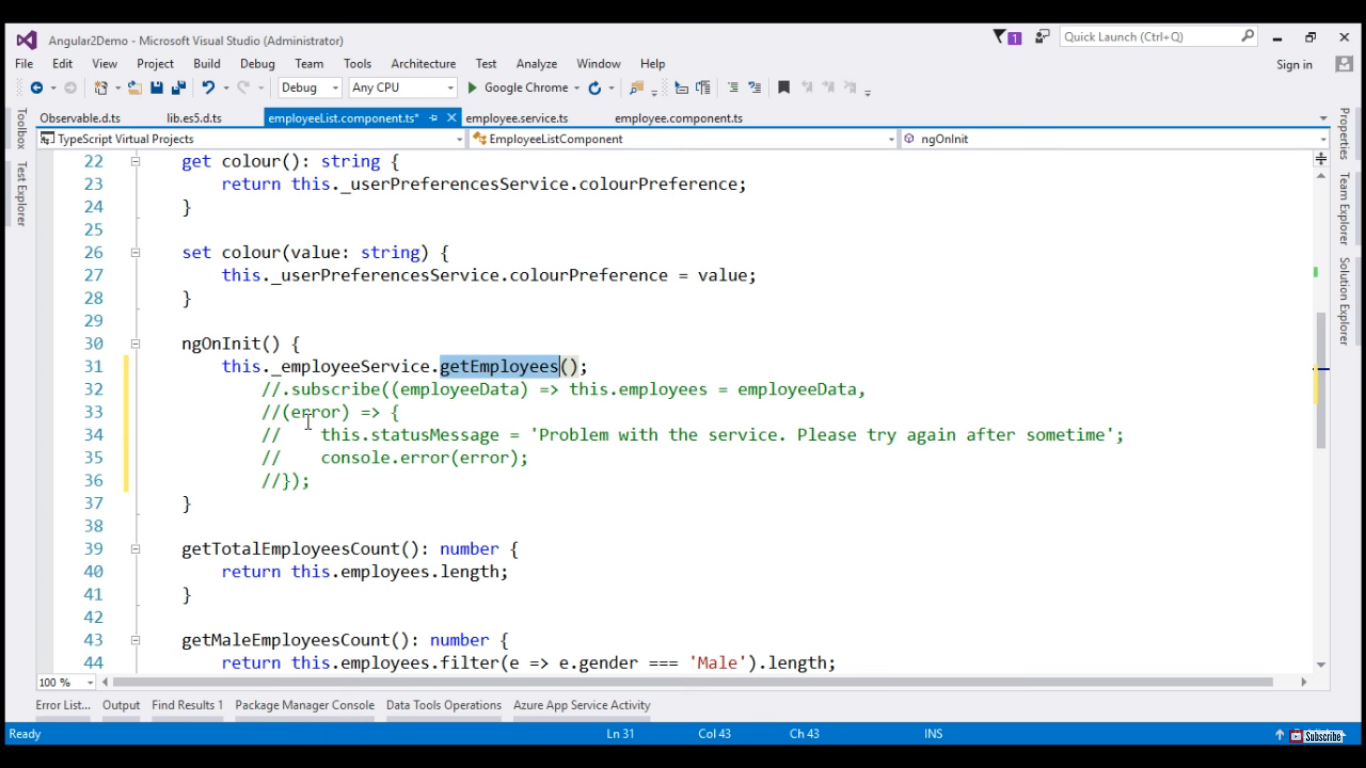 Angular2Demo - Microsoft Visual Studio (Administrator)
1
Quick Launch (Ctrl+Q)
File Edit View Project Build Debug Team Tools Architecture Test Analyze Window Help
Sign in
Debug Any CPU Google Chrome
Observable.d.ts lib.es5.d.ts employeeList.component.ts* employee.service.ts employee.component.ts
TypeScript Virtual Projects EmployeeListComponent ngOnInit
Toolbox
Test Explorer
Properties
Team Explorer
Solution Explorer
22 get colour(): string {
23 return this._userPreferencesService.colourPreference;
24 }
25
26 set colour(value: string) {
27 this._userPreferencesService.colourPreference = value;
28 }
29
30 ngOnInit() {
31 this._employeeService.getEmployees();
32 //.subscribe((employeeData) => this.employees = employeeData,
33 //(error) => {
34 // this.statusMessage = 'Problem with the service. Please try again after sometime';
35 // console.error(error);
36 //});
37 }
38
39 getTotalEmployeesCount(): number {
40 return this.employees.length;
41 }
42
43 getMaleEmployeesCount(): number {
44 return this.employees.filter(e => e.gender === 'Male').length;
100 %
Error List... Output Find Results 1 Package Manager Console Data Tools Operations Azure App Service Activity
Ready Ln 31 Col 43 Ch 43 INS
Subscribe